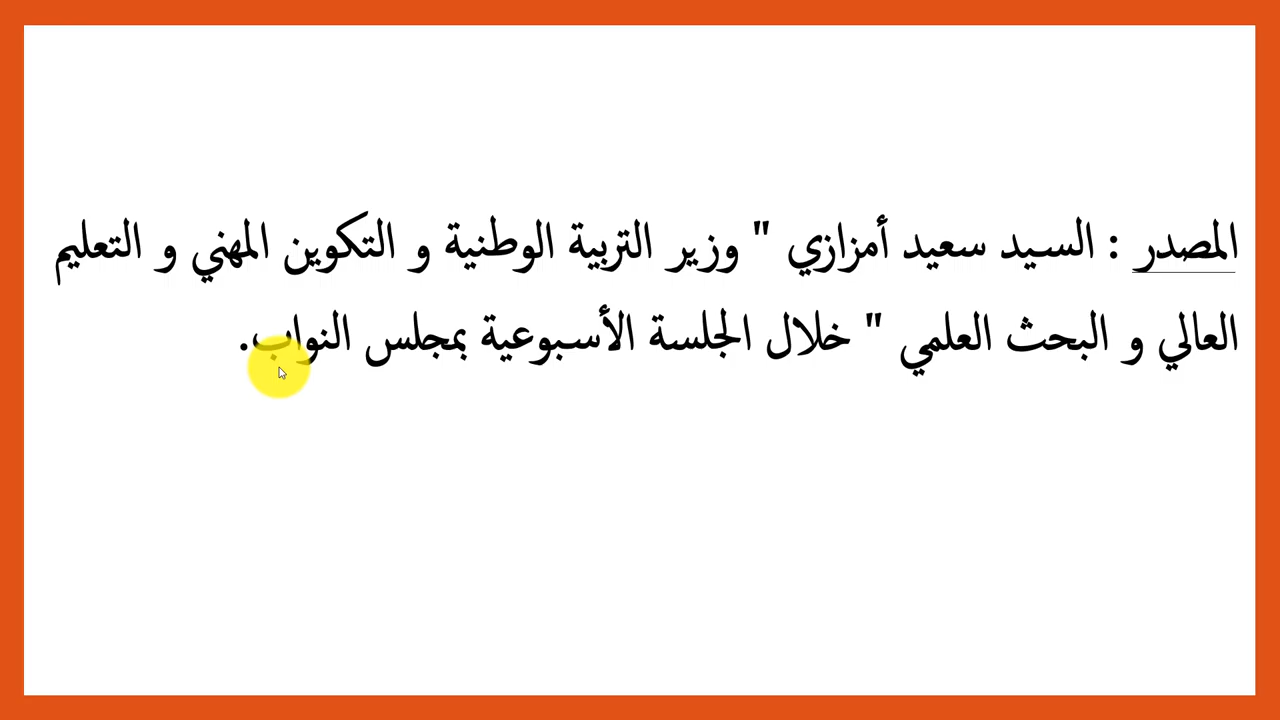 المصدر : السيد سعيد أمزازي " وزير التربية الوطنية و التكوين المهني و التعليم
العالي و البحث العلمي " خلال الجلسة الأسبوعية بمجلس النواب.